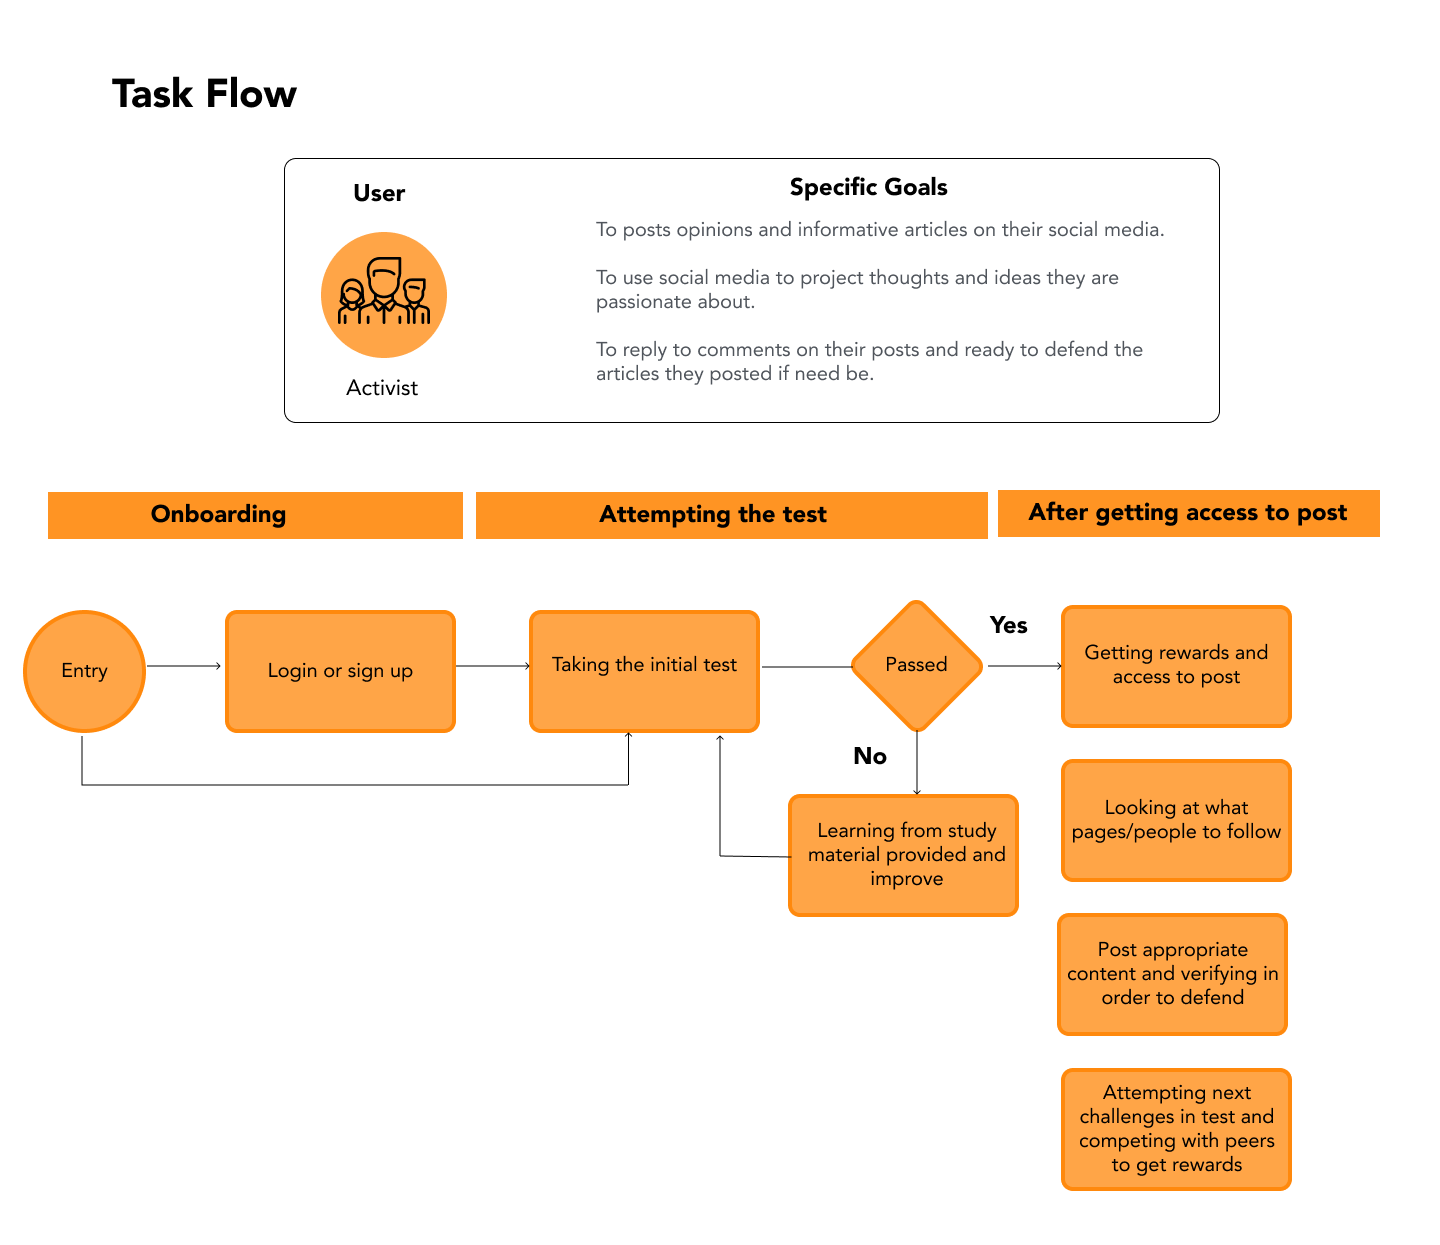 Task Flow
User
Activist
Specific Goals
To posts opinions and informative articles on their social media.
To use social media to project thoughts and ideas they are
passionate about.
To reply to comments on their posts and ready to defend the
articles they posted if need be.
Onboarding
Attempting the test
After getting access to post
Entry
Login or sign up
Taking the initial test
Passed
Yes
No
Getting rewards and
access to post
Learning from study
material provided and
improve
Looking at what
pages/people to follow
Post appropriate
content and verifying in
order to defend
Attempting next
challenges in test and
competing with peers
to get rewards